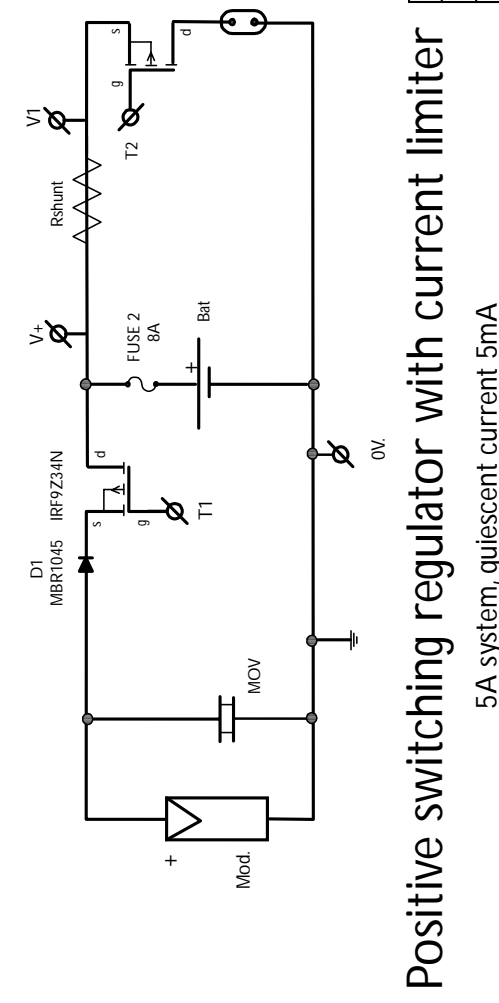 D1
MBR1045
IRF9Z34N
s
d
g
T1
V+
Rshunt
V1
s
g
d
T2
FUSE 2
8A
+
Bat
MOV
+
Mod.
0V.
Positive switching regulator with current limiter
5A system, quiescent current 5mA